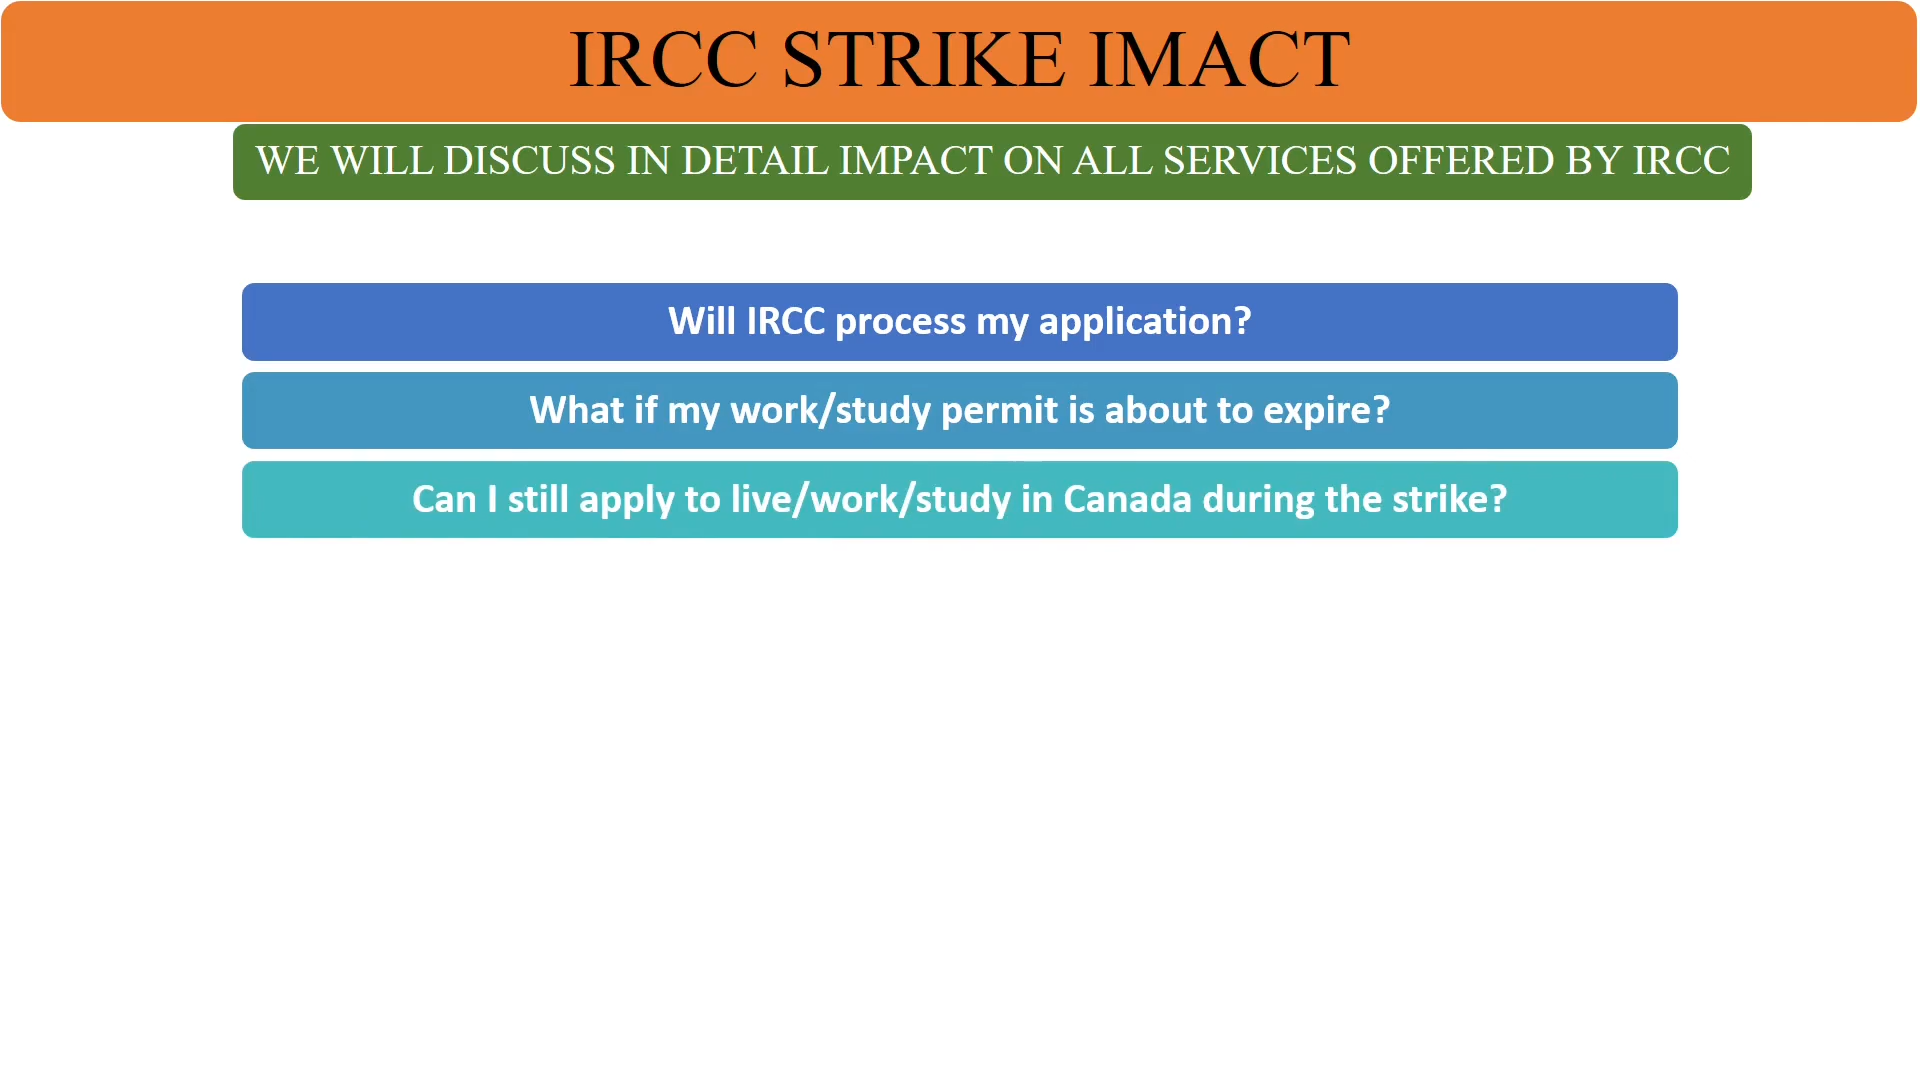 IRCC STRIKE IMACT
WE WILL DISCUSS IN DETAIL IMPACT ON ALL SERVICES OFFERED BY IRCC
Will IRCC process my application?
What if my work/study permit is about to expire?
Can I still apply to live/work/study in Canada during the strike?